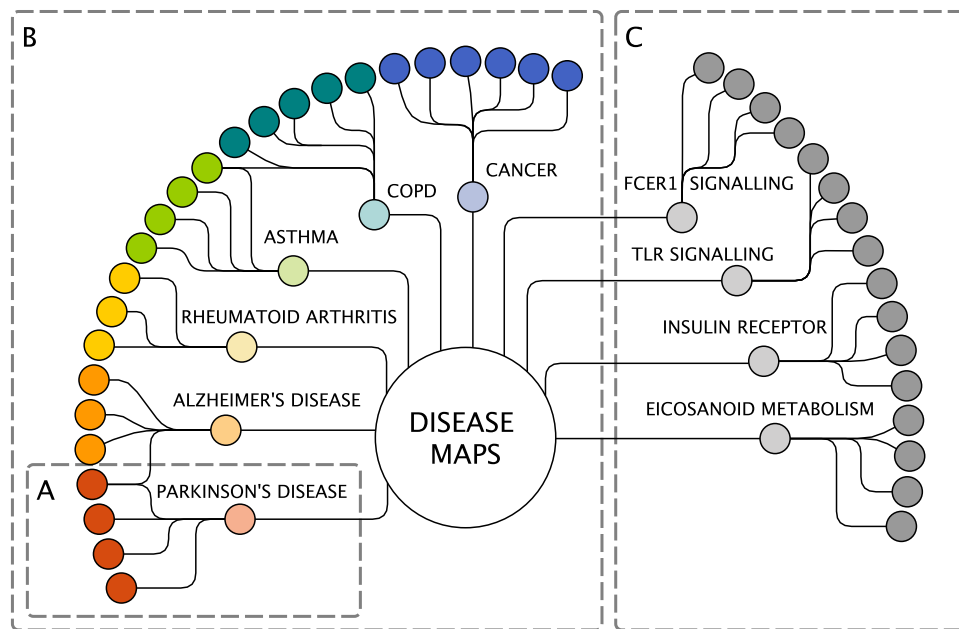 B
C
CANCER
COPD
FCER1 SIGNALLING
ASTHMA
TLR SIGNALLING
RHEUMATOID ARTHRITIS
INSULIN RECEPTOR
ALZHEIMER'S DISEASE
EICOSANOID METABOLISM
DISEASE
MAPS
A
PARKINSON'S DISEASE